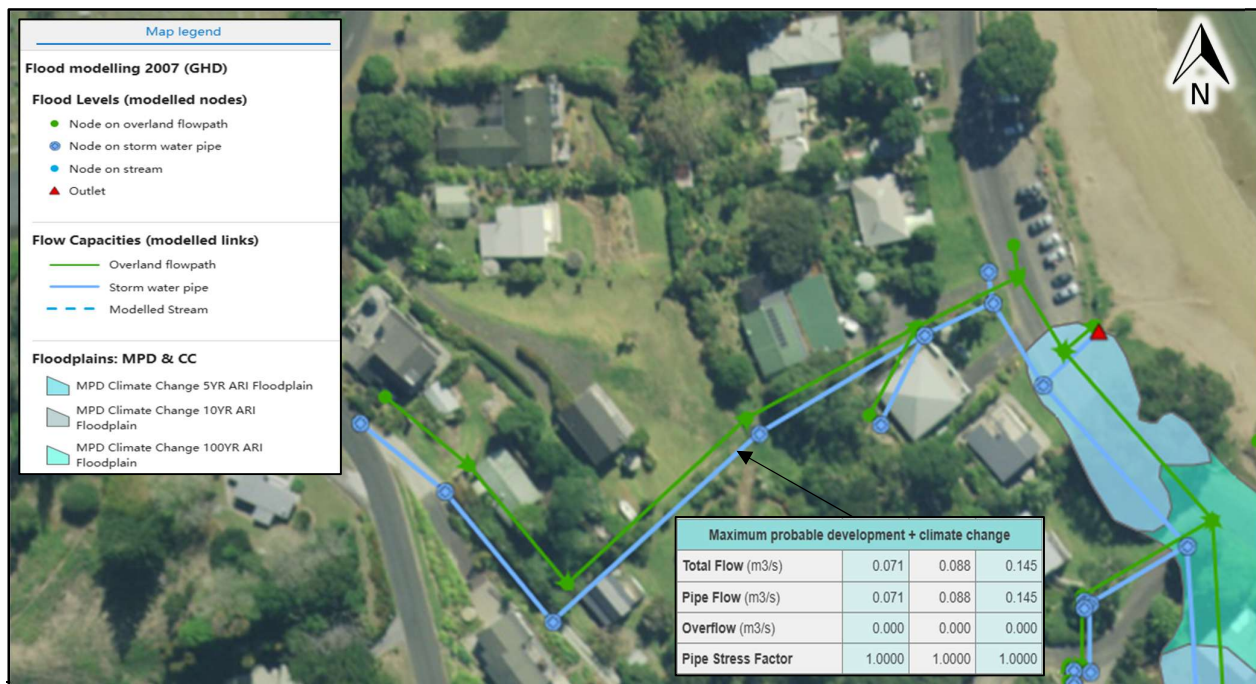 Map legend
Flood modelling 2007 (GHD)
Flood Levels (modelled nodes)
Node on overland flowpath
Node on storm water pipe
Node on stream
Outlet
Flow Capacities (modelled links)
Overland flowpath
Storm water pipe
Modelled Stream
Floodplains: MPD & CC
MPD Climate Change 5YR ARI Floodplain
MPD Climate Change 10YR ARI
Floodplain
MPD Climate Change 100YR ARI
Floodplain
N
Maximum probable development + climate change
Total Flow (m3/s) 0.071 0.088 0.145
Pipe Flow (m3/s) 0.071 0.088 0.145
Overflow (m3/s) 0.000 0.000 0.000
Pipe Stress Factor 1.0000 1.0000 1.0000